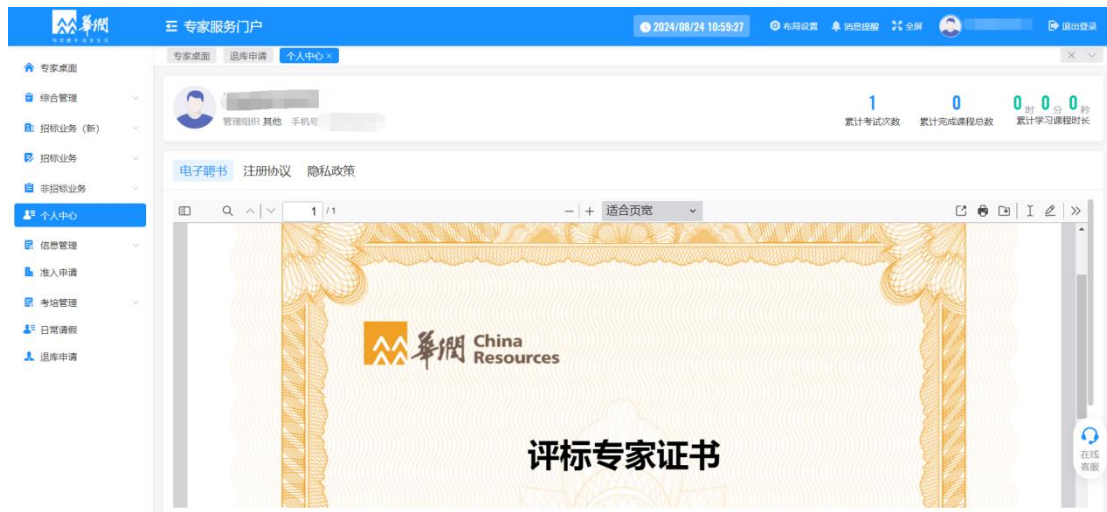 華潤
专家服务门户
2024/08/24 10:59:27
布局设置
消息提醒
全屏
退出登录
专家桌面
退库申请
个人中心 ×
专家桌面
综合管理
招标业务（新）
招标业务
非招标业务
个人中心
信息管理
准入申请
考培管理
日常请假
退库申请
管理组织 其他 手机号
1
累计考试次数
0
累计完成课程总数
0 时 0 分 0 秒
累计学习课程时长
电子聘书 注册协议 隐私政策
1 /1
适合页宽
華潤 China
Resources
评标专家证书
在线
客服